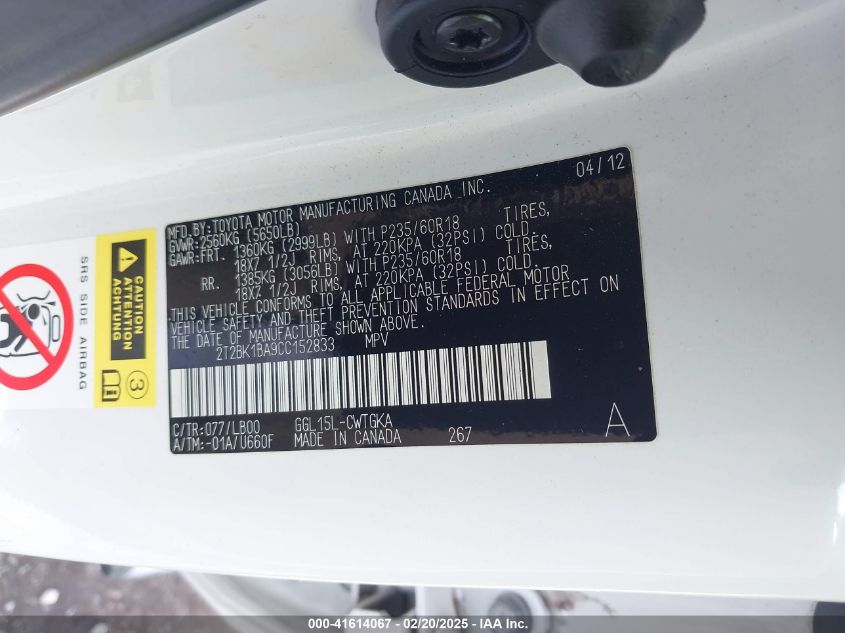 MFD.BY:TOYOTA MOTOR MANUFACTURING CANADA INC. 04/12
GVWR:2560KG (5650LB)
GAWR:FRT. 1360KG (2999LB) WITH P235/60R18 TIRES,
18X7 1/2J RIMS, AT 220KPA (32PSI) COLD.
RR. 1385KG (3056LB) WITH P235/60R18 TIRES,
18X7 1/2J RIMS, AT 220KPA (32PSI) COLD.
THIS VEHICLE CONFORMS TO ALL APPLICABLE FEDERAL MOTOR
VEHICLE SAFETY AND THEFT PREVENTION STANDARDS IN EFFECT ON
THE DATE OF MANUFACTURE SHOWN ABOVE.
2T2BK1BA9CC152833 MPV
C/TR:077/LB00 GGL15L-CWTGKA
A/TM:-01A/U660F MADE IN CANADA 267 A
SRS SIDE AIRBAG
CAUTION
ATTENTION
ACHTUNG
3
000-41614067 - 02/20/2025 - IAA Inc.